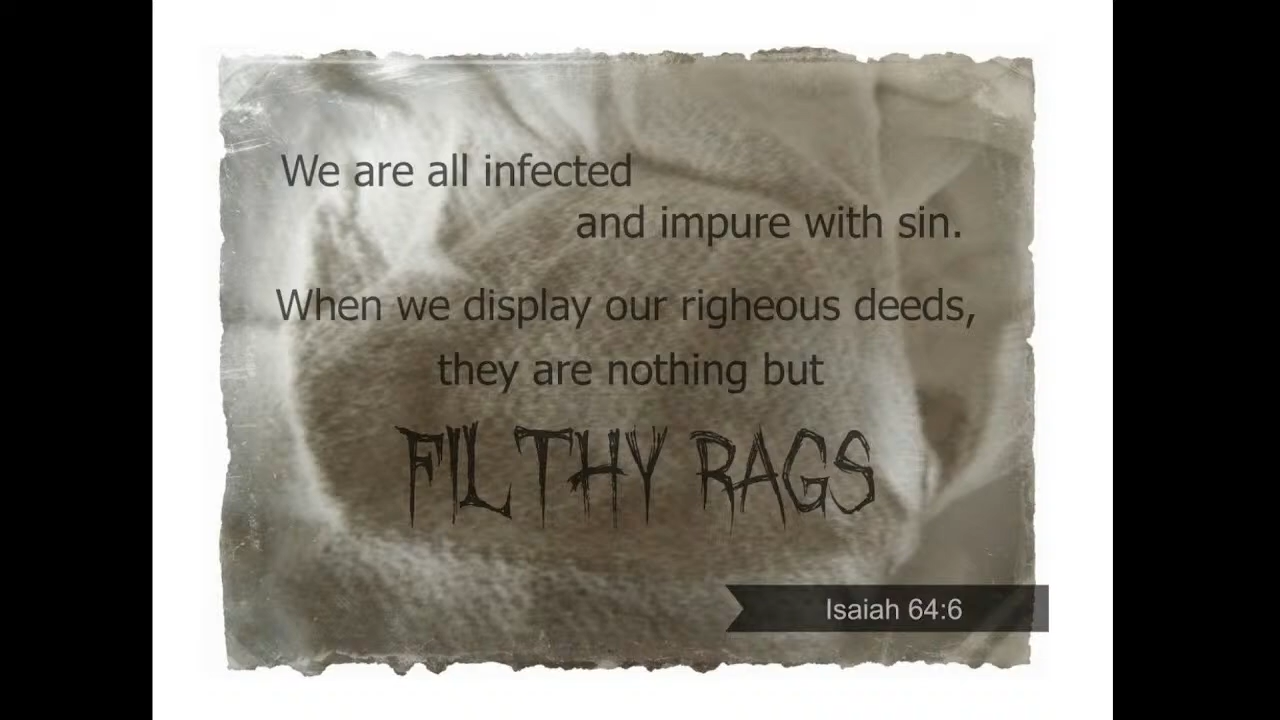 We are all infected
and impure with sin.
When we display our righeous deeds,
they are nothing but
FILTHY RAGS
Isaiah 64:6